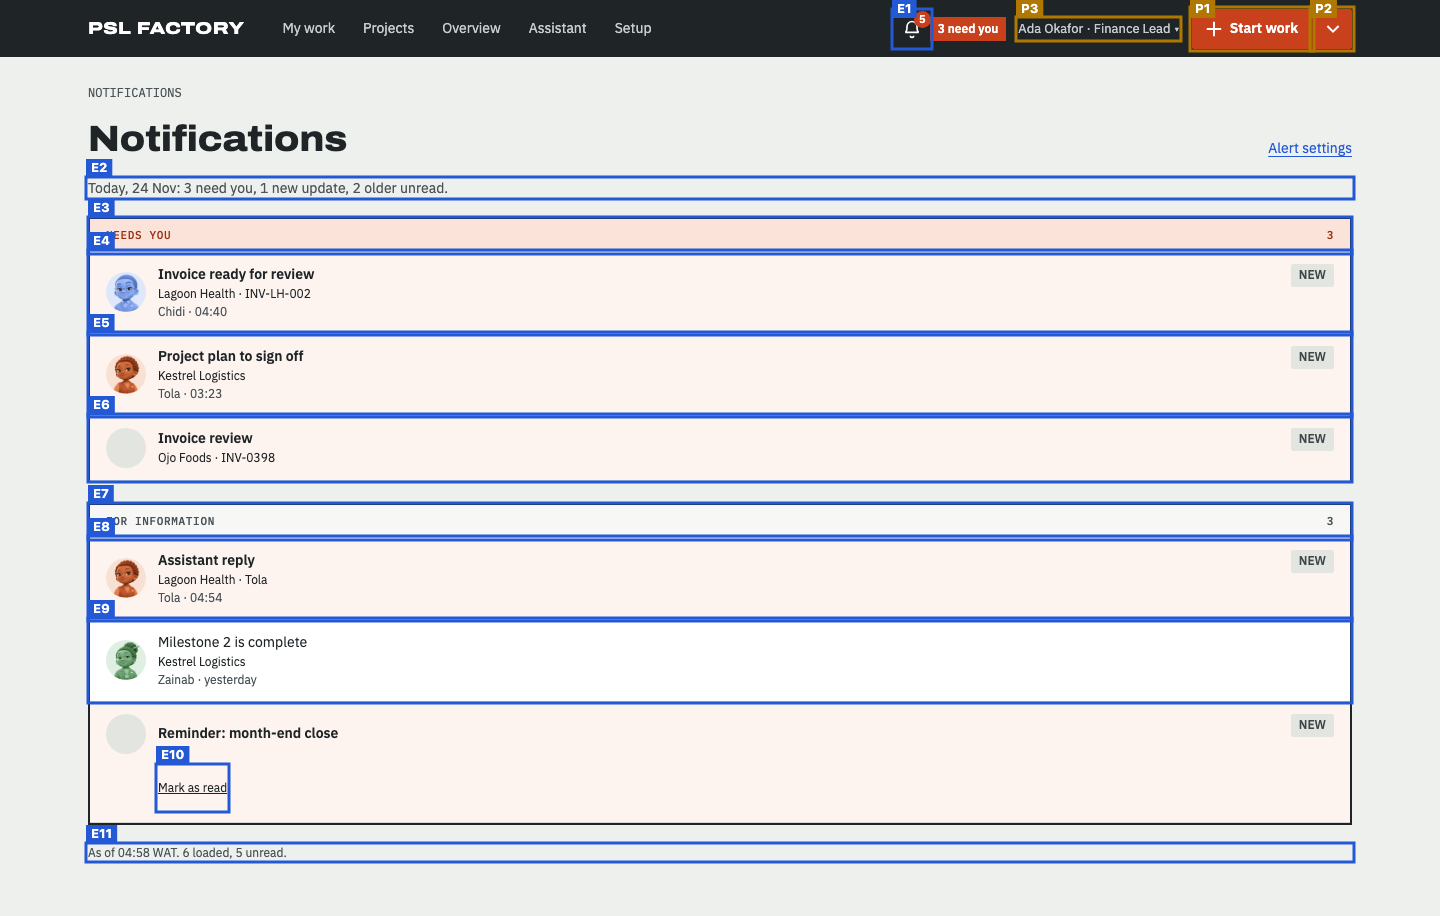 PSL FACTORY
My work
Projects
Overview
Assistant
Setup
E1
5
3 need you
P3
Ada Okafor · Finance Lead ▾
P1
Start work
P2
NOTIFICATIONS
Notifications
Alert settings
E2
Today, 24 Nov: 3 need you, 1 new update, 2 older unread.
E3
EEDS YOU
3
E4
Invoice ready for review
NEW
Lagoon Health · INV-LH-002
Chidi · 04:40
E5
Project plan to sign off
NEW
Kestrel Logistics
Tola · 03:23
E6
Invoice review
NEW
Ojo Foods · INV-0398
E7
OR INFORMATION
3
E8
Assistant reply
NEW
Lagoon Health · Tola
Tola · 04:54
E9
Milestone 2 is complete
Kestrel Logistics
Zainab · yesterday
Reminder: month-end close
NEW
E10
Mark as read
E11
As of 04:58 WAT. 6 loaded, 5 unread.